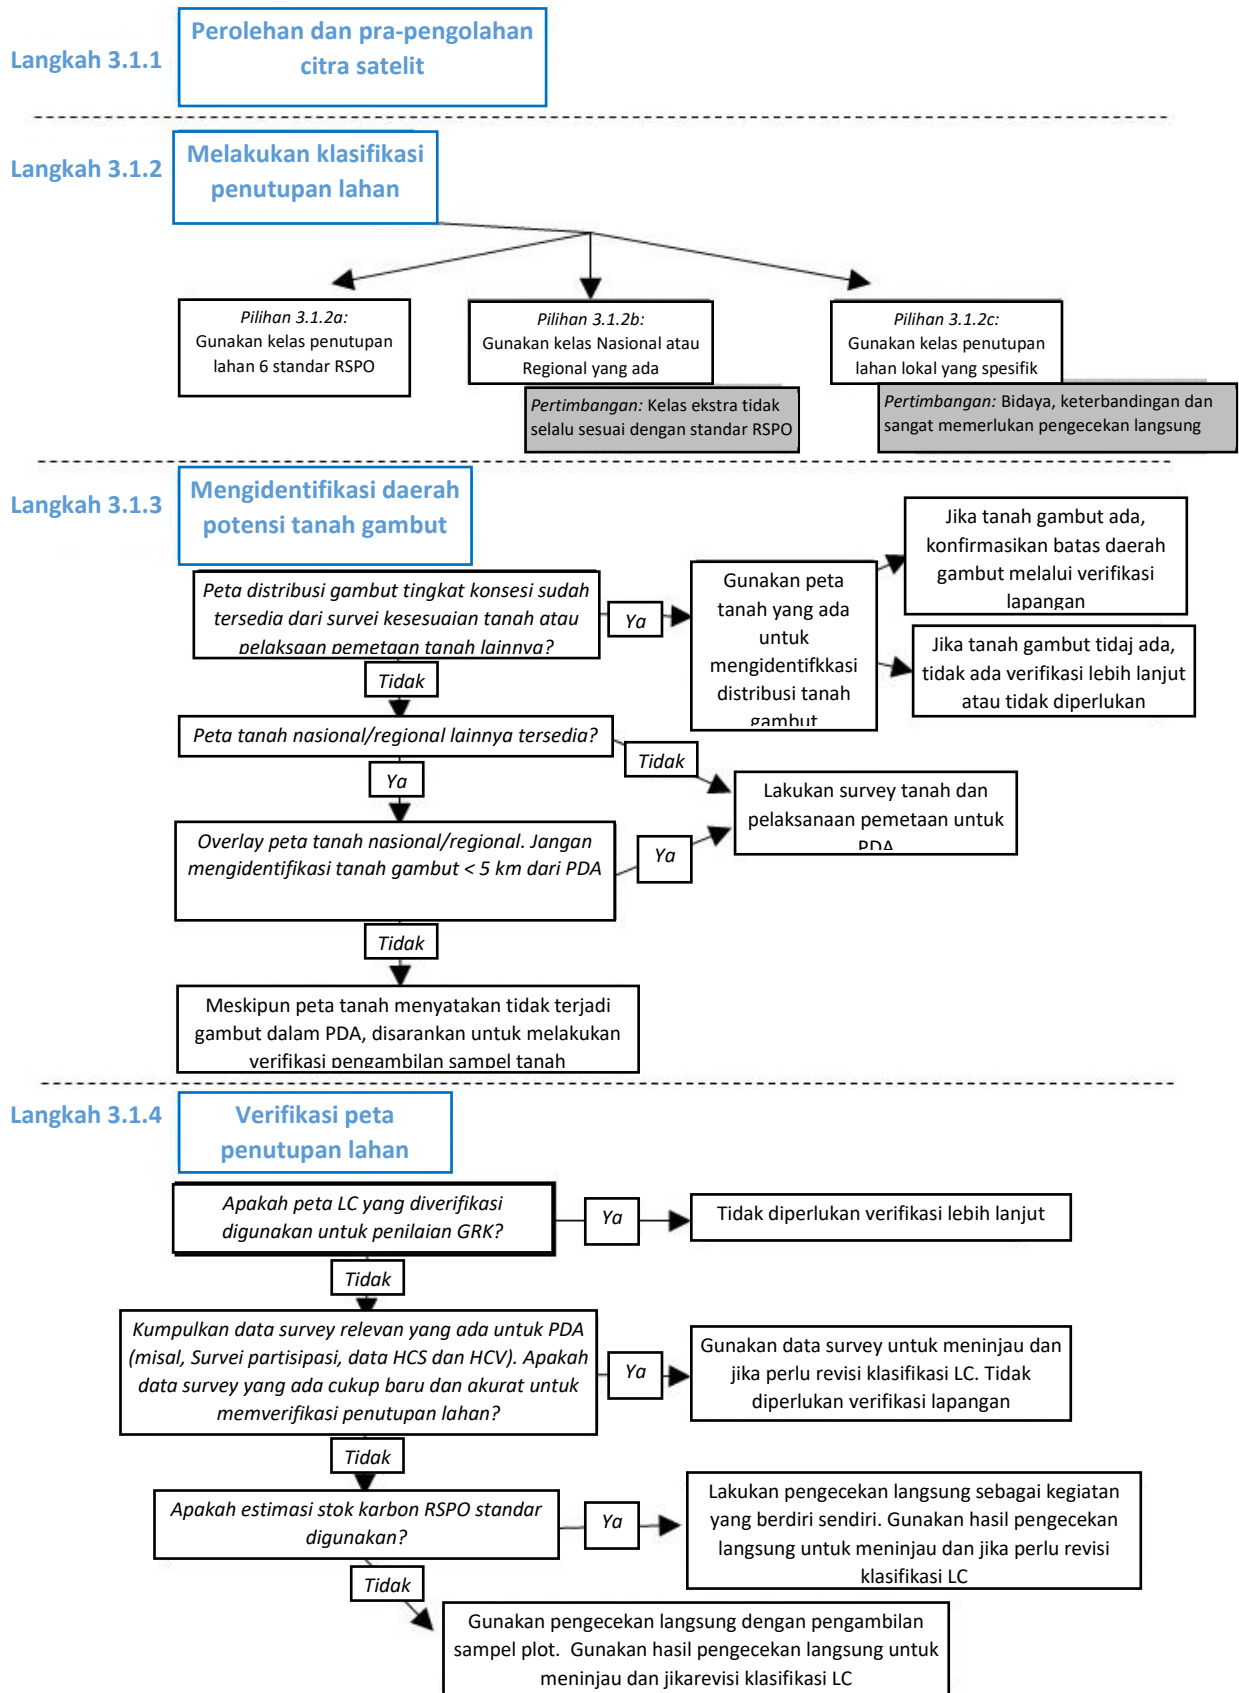 Langkah 3.1.1
Perolehan dan pra-pengolahan
citra satelit
Langkah 3.1.2
Melakukan klasifikasi
penutupan lahan
Pilihan 3.1.2a:
Gunakan kelas penutupan
lahan 6 standar RSPO
Pilihan 3.1.2b:
Gunakan kelas Nasional atau
Regional yang ada
Pertimbangan: Kelas ekstra tidak
selalu sesuai dengan standar RSPO
Pilihan 3.1.2c:
Gunakan kelas penutupan
lahan lokal yang spesifik
Pertimbangan: Bidaya, keterbandingan dan
sangat memerlukan pengecekan langsung
Langkah 3.1.3
Mengidentifikasi daerah
potensi tanah gambut
Peta distribusi gambut tingkat konsesi sudah
tersedia dari survei kesesuaian tanah atau
pelaksaan pemetaan tanah lainnya?
Ya
Gunakan peta
tanah yang ada
untuk
mengidentifkkasi
distribusi tanah
gambut
Jika tanah gambut ada,
konfirmasikan batas daerah
gambut melalui verifikasi
lapangan
Jika tanah gambut tidaj ada,
tidak ada verifikasi lebih lanjut
atau tidak diperlukan
Tidak
Peta tanah nasional/regional lainnya tersedia?
Tidak
Ya
Lakukan survey tanah dan
pelaksanaan pemetaan untuk
PDA
Overlay peta tanah nasional/regional. Jangan
mengidentifikasi tanah gambut < 5 km dari PDA
Ya
Tidak
Meskipun peta tanah menyatakan tidak terjadi
gambut dalam PDA, disarankan untuk melakukan
verifikasi pengambilan sampel tanah
Langkah 3.1.4
Verifikasi peta
penutupan lahan
Apakah peta LC yang diverifikasi
digunakan untuk penilaian GRK?
Ya
Tidak diperlukan verifikasi lebih lanjut
Tidak
Kumpulkan data survey relevan yang ada untuk PDA
(misal, Survei partisipasi, data HCS dan HCV). Apakah
data survey yang ada cukup baru dan akurat untuk
memverifikasi penutupan lahan?
Ya
Gunakan data survey untuk meninjau dan
jika perlu revisi klasifikasi LC. Tidak
diperlukan verifikasi lapangan
Tidak
Apakah estimasi stok karbon RSPO standar
digunakan?
Ya
Lakukan pengecekan langsung sebagai kegiatan
yang berdiri sendiri. Gunakan hasil pengecekan
langsung untuk meninjau dan jika perlu revisi
klasifikasi LC
Tidak
Gunakan pengecekan langsung dengan pengambilan
sampel plot.  Gunakan hasil pengecekan langsung untuk
meninjau dan jikarevisi klasifikasi LC